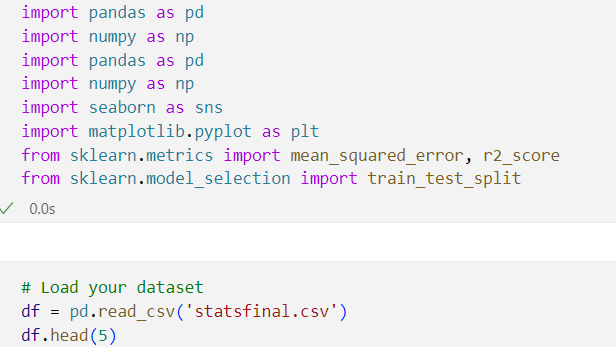 import pandas as pd
import numpy as np
import pandas as pd
import numpy as np
import seaborn as sns
import matplotlib.pyplot as plt
from sklearn.metrics import mean_squared_error, r2_score
from sklearn.model_selection import train_test_split
✓ 0.0s
# Load your dataset
df = pd.read_csv('statsfinal.csv')
df.head(5)